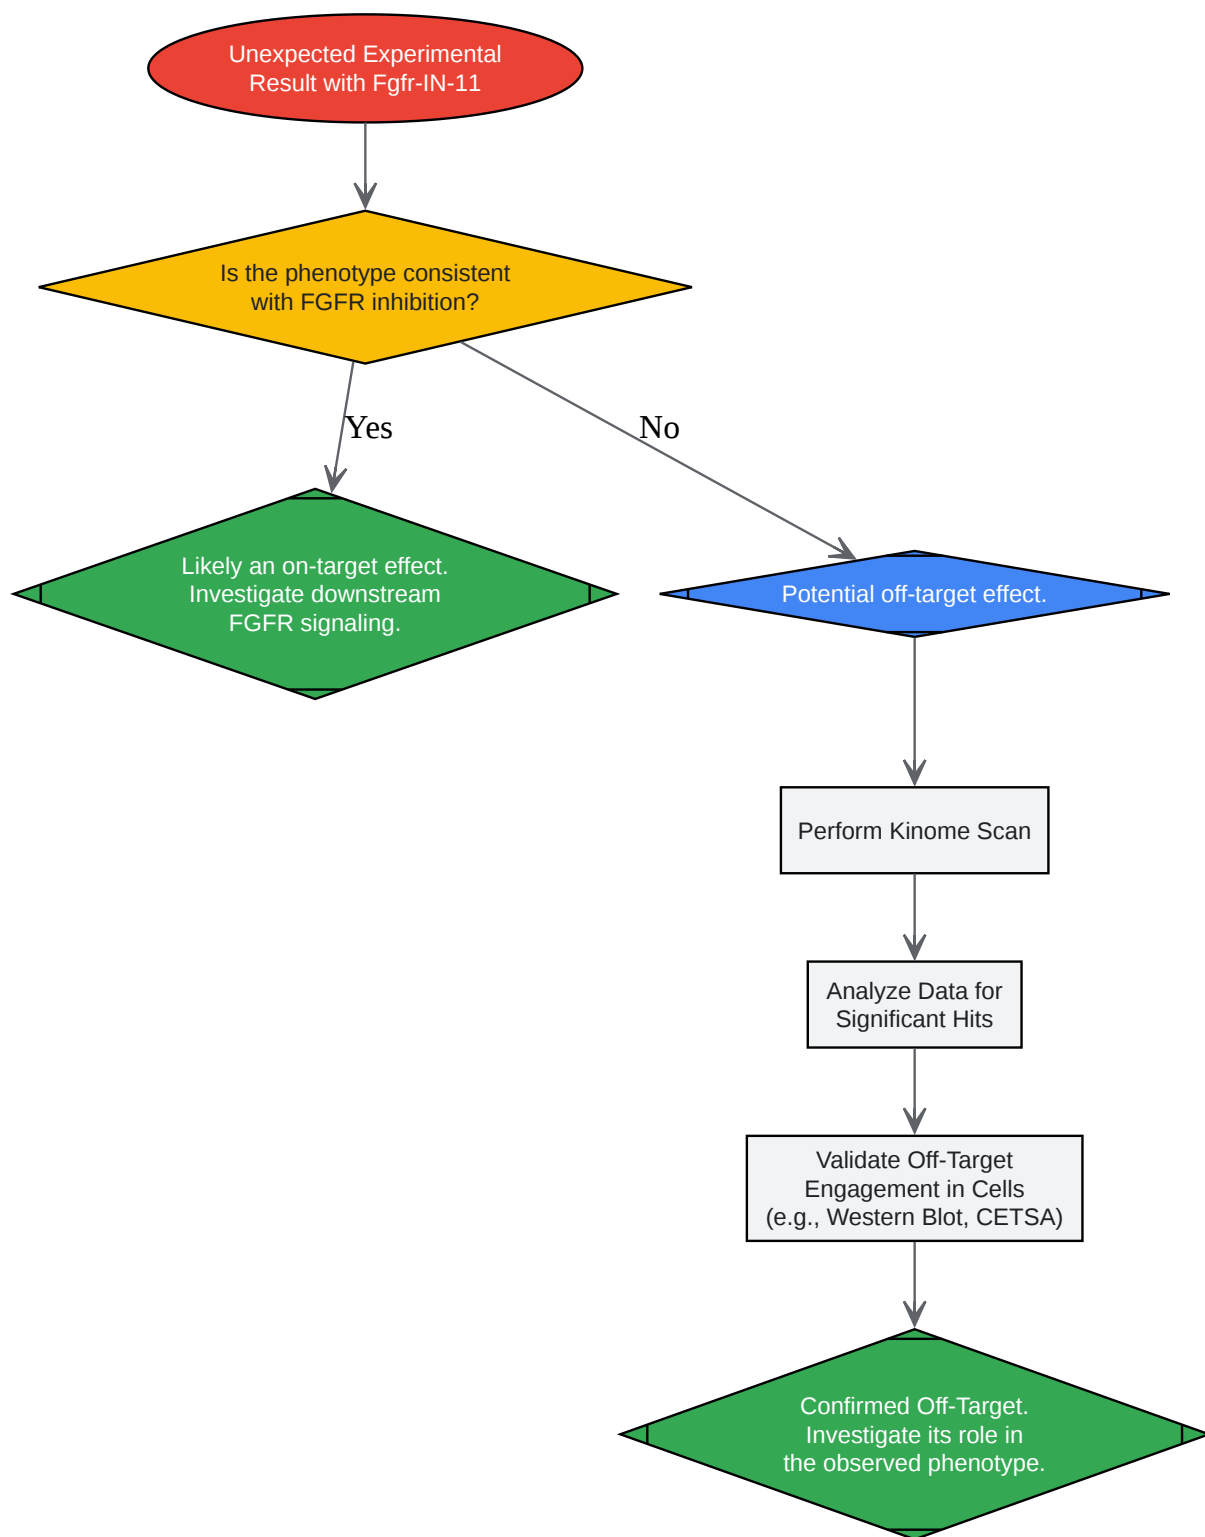 Unexpected Experimental
Result with Fgfr-IN-11
Is the phenotype consistent
with FGFR inhibition?
Yes
No
Likely an on-target effect.
Investigate downstream
FGFR signaling.
Potential off-target effect.
Perform Kinome Scan
Analyze Data for
Significant Hits
Validate Off-Target
Engagement in Cells
(e.g., Western Blot, CETSA)
Confirmed Off-Target.
Investigate its role in
the observed phenotype.